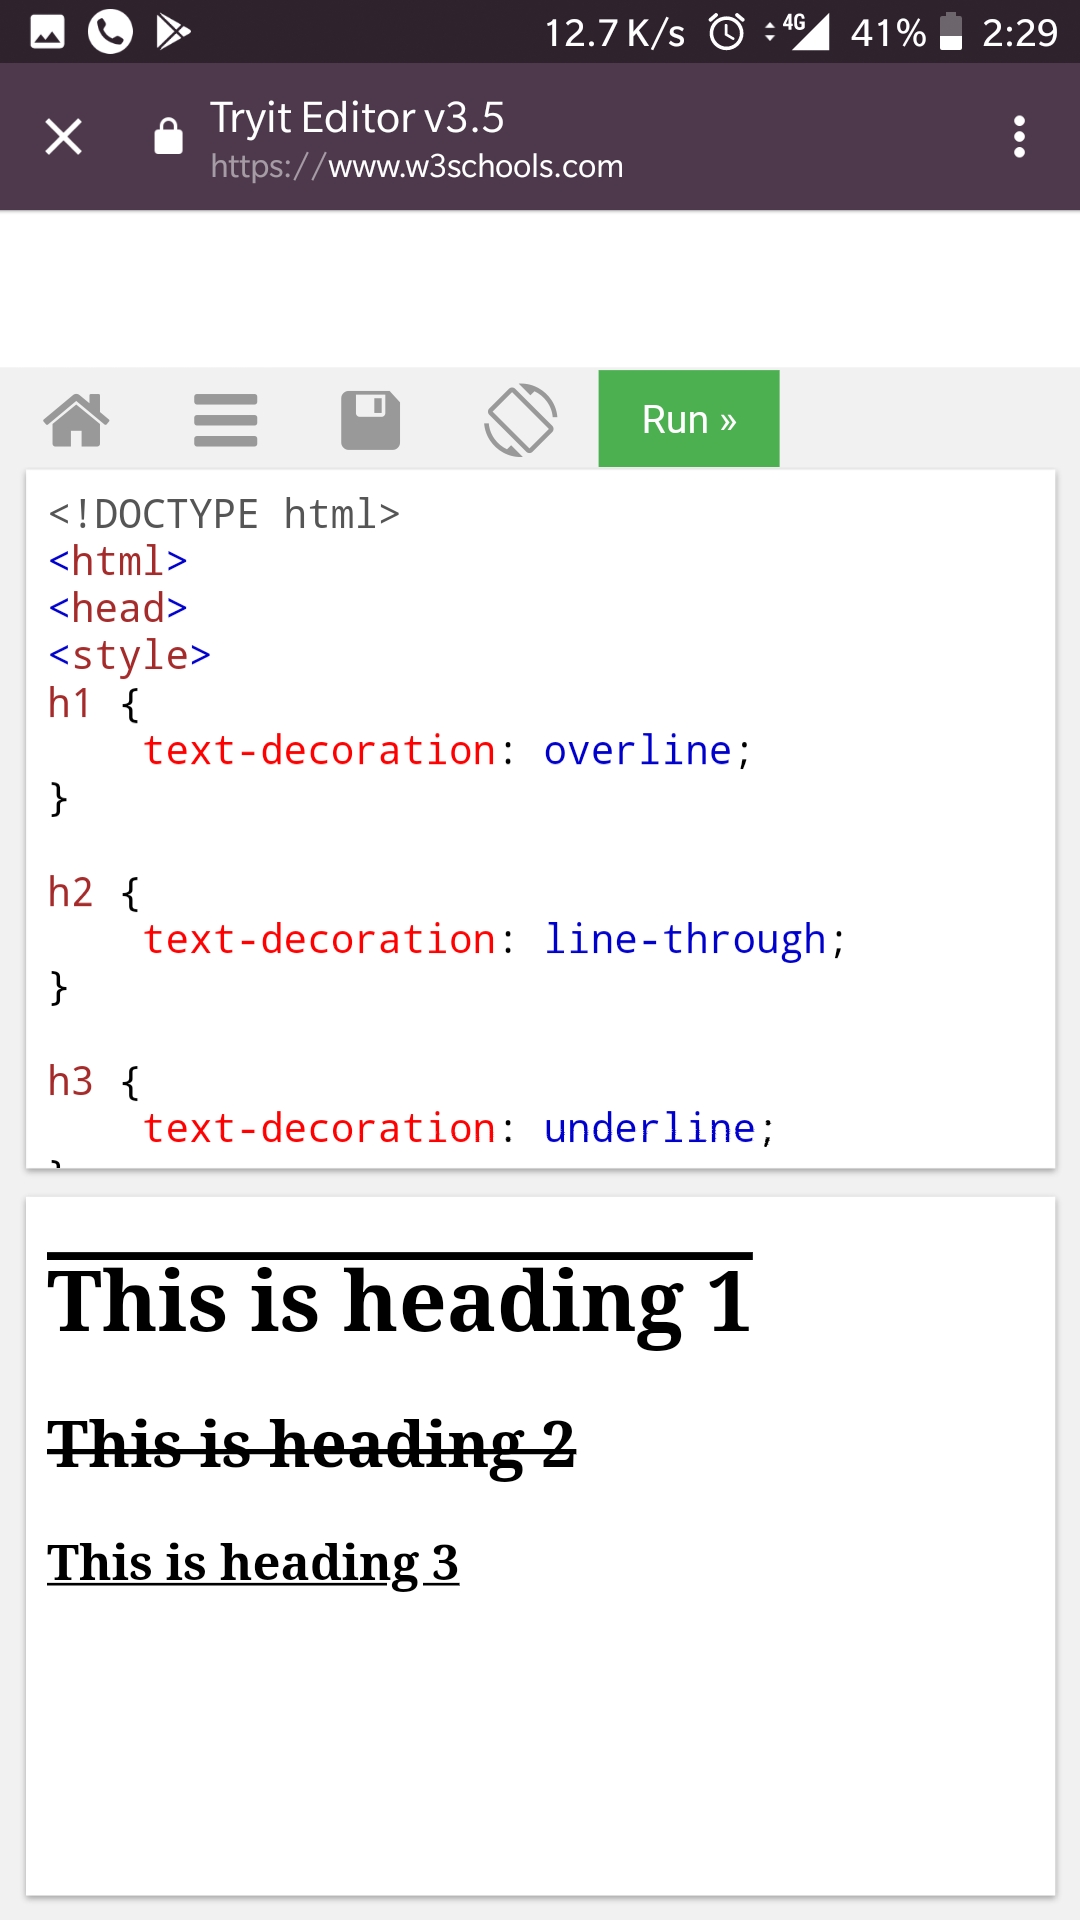 12.7 K/s 4G 41% 2:29
Tryit Editor v3.5
https://www.w3schools.com
Run »
<!DOCTYPE html>
<html>
<head>
<style>
h1 {
    text-decoration: overline;
}
h2 {
    text-decoration: line-through;
}
h3 {
    text-decoration: underline;
}
This is heading 1
This is heading 2
This is heading 3